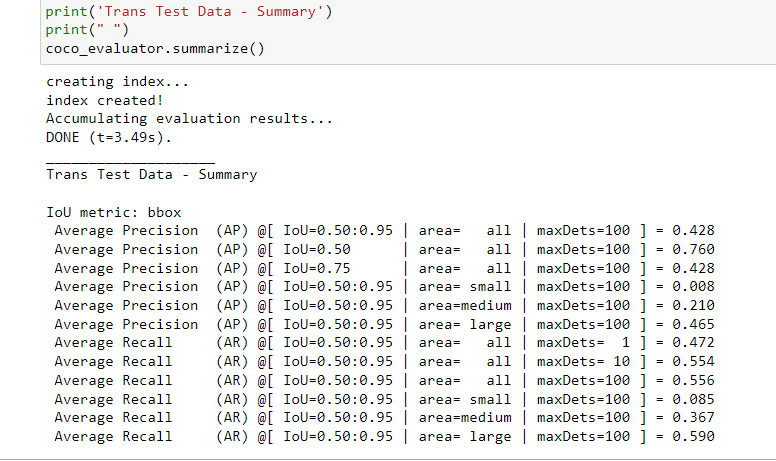 print('Trans Test Data - Summary')
print(" ")
coco_evaluator.summarize()
creating index...
index created!
Accumulating evaluation results...
DONE (t=3.49s).
____________________
Trans Test Data - Summary
IoU metric: bbox
Average Precision  (AP) @[ IoU=0.50:0.95 | area=   all | maxDets=100 ] = 0.428
Average Precision  (AP) @[ IoU=0.50      | area=   all | maxDets=100 ] = 0.760
Average Precision  (AP) @[ IoU=0.75      | area=   all | maxDets=100 ] = 0.428
Average Precision  (AP) @[ IoU=0.50:0.95 | area= small | maxDets=100 ] = 0.008
Average Precision  (AP) @[ IoU=0.50:0.95 | area=medium | maxDets=100 ] = 0.210
Average Precision  (AP) @[ IoU=0.50:0.95 | area= large | maxDets=100 ] = 0.465
Average Recall     (AR) @[ IoU=0.50:0.95 | area=   all | maxDets=  1 ] = 0.472
Average Recall     (AR) @[ IoU=0.50:0.95 | area=   all | maxDets= 10 ] = 0.554
Average Recall     (AR) @[ IoU=0.50:0.95 | area=   all | maxDets=100 ] = 0.556
Average Recall     (AR) @[ IoU=0.50:0.95 | area= small | maxDets=100 ] = 0.085
Average Recall     (AR) @[ IoU=0.50:0.95 | area=medium | maxDets=100 ] = 0.367
Average Recall     (AR) @[ IoU=0.50:0.95 | area= large | maxDets=100 ] = 0.590